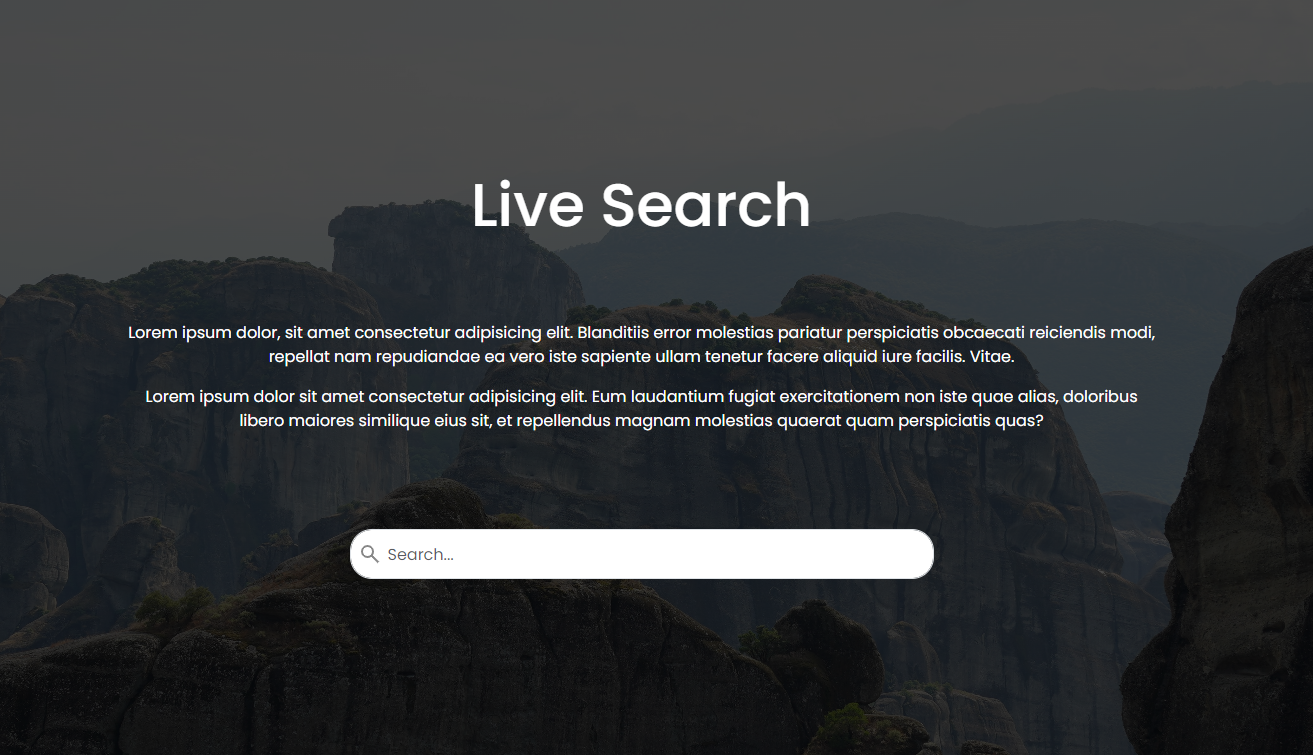 Live Search
Lorem ipsum dolor, sit amet consectetur adipisicing elit. Blanditiis error molestias pariatur perspiciatis obcaecati reiciendis modi,
repellat nam repudiandae ea vero iste sapiente ullam tenetur facere aliquid iure facilis. Vitae.
Lorem ipsum dolor sit amet consectetur adipisicing elit. Eum laudantium fugiat exercitationem non iste quae alias, doloribus
libero maiores similique eius sit, et repellendus magnam molestias quaerat quam perspiciatis quas?
Search...